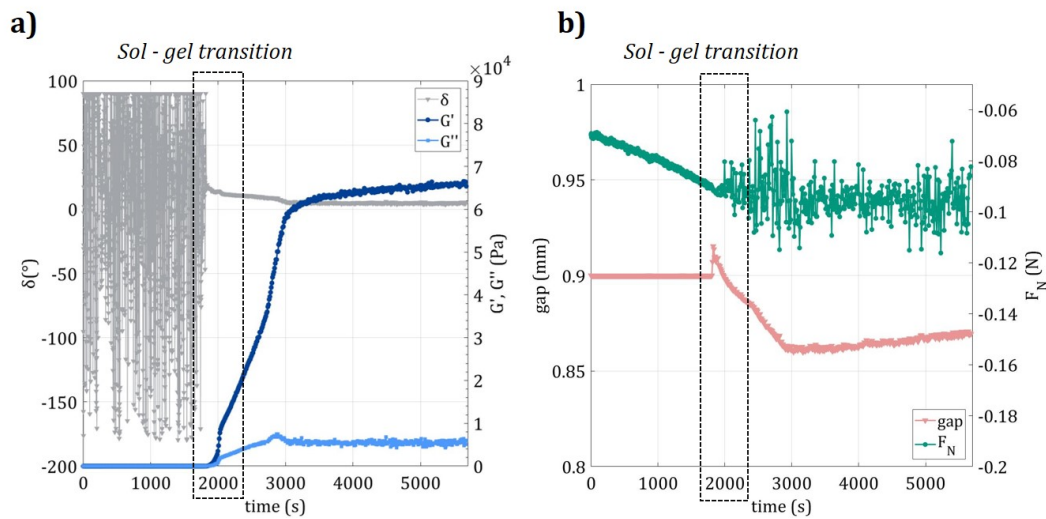 a)
Sol - gel transition
×10⁴
100
50
0
-50
-100
-150
-200
δ(°)
9
8
7
6
5
4
3
2
1
0
G', G'' (Pa)
δ
G'
G''
0
1000
2000
3000
4000
5000
time (s)
b)
Sol - gel transition
1
0.95
0.9
0.85
0.8
gap (mm)
-0.06
-0.08
-0.1
-0.12
-0.14
-0.16
-0.18
-0.2
F_N (N)
gap
F_N
0
1000
2000
3000
4000
5000
time (s)